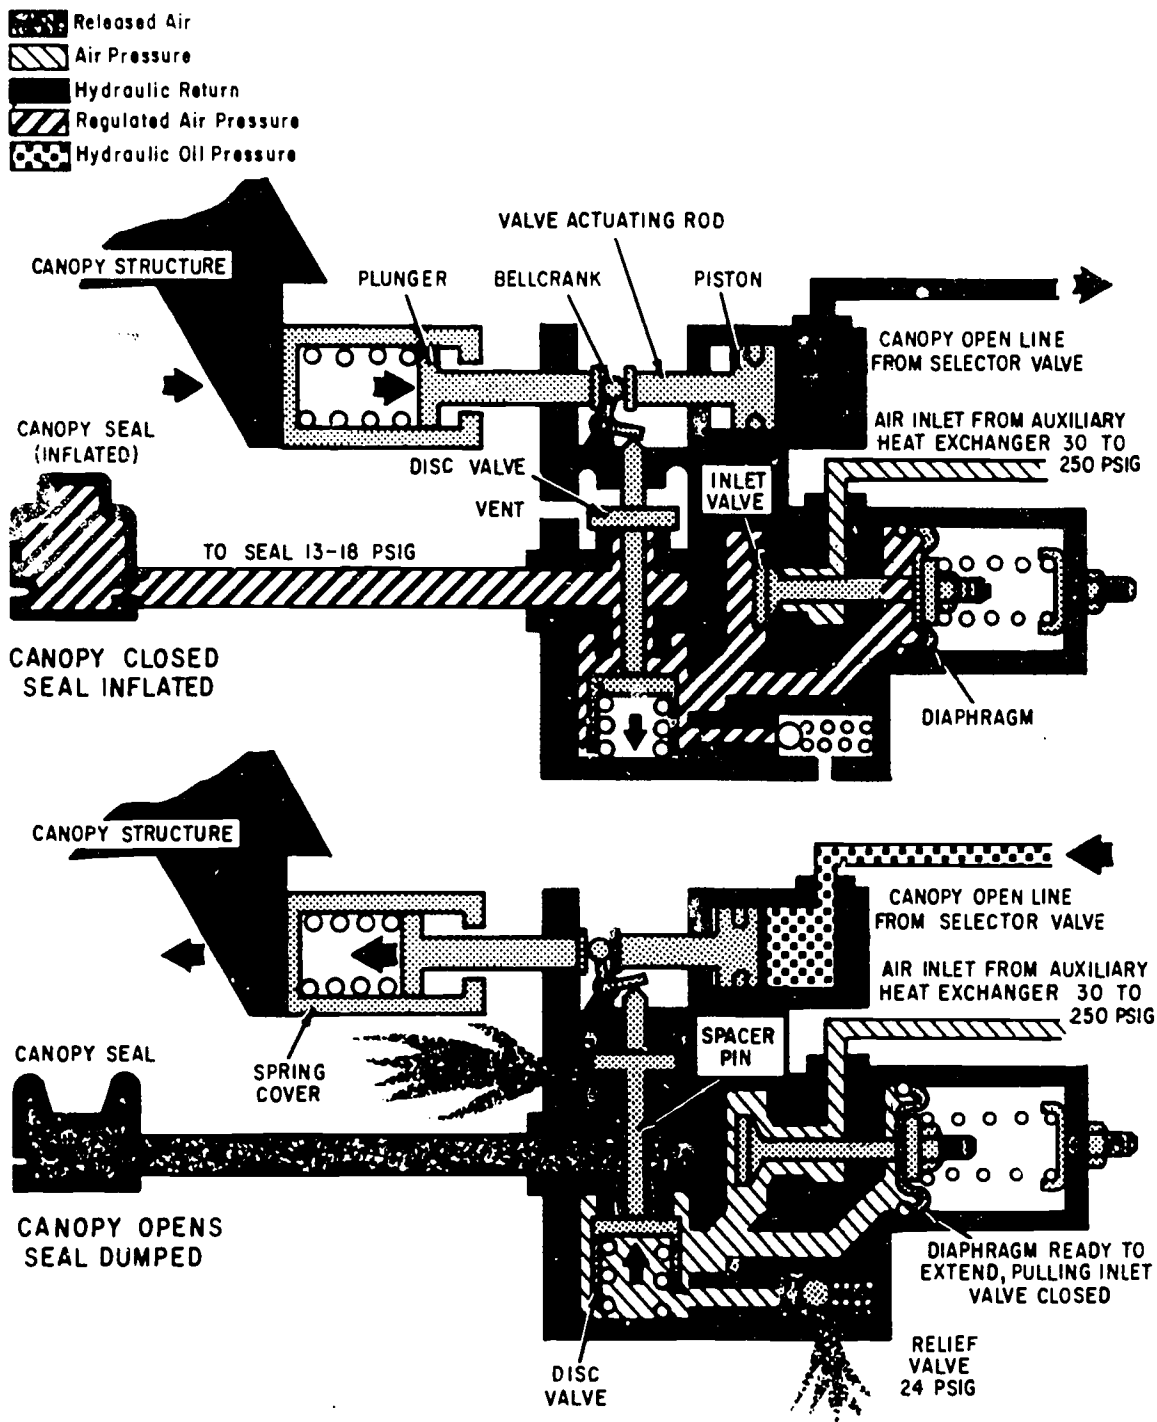 Released Air
Air Pressure
Hydraulic Return
Regulated Air Pressure
Hydraulic Oil Pressure
VALVE ACTUATING ROD
CANOPY STRUCTURE
PLUNGER
BELLCRANK
PISTON
CANOPY OPEN LINE
FROM SELECTOR VALVE
AIR INLET FROM AUXILIARY
HEAT EXCHANGER 30 TO
250 PSIG
CANOPY SEAL
(INFLATED)
DISC VALVE
VENT
INLET
VALVE
TO SEAL 13-18 PSIG
CANOPY CLOSED
SEAL INFLATED
DIAPHRAGM
CANOPY STRUCTURE
CANOPY OPEN LINE
FROM SELECTOR VALVE
AIR INLET FROM AUXILIARY
HEAT EXCHANGER 30 TO
250 PSIG
CANOPY SEAL
SPRING
COVER
SPACER
PIN
CANOPY OPENS
SEAL DUMPED
DIAPHRAGM READY TO
EXTEND, PULLING INLET
VALVE CLOSED
DISC
VALVE
RELIEF
VALVE
24 PSIG